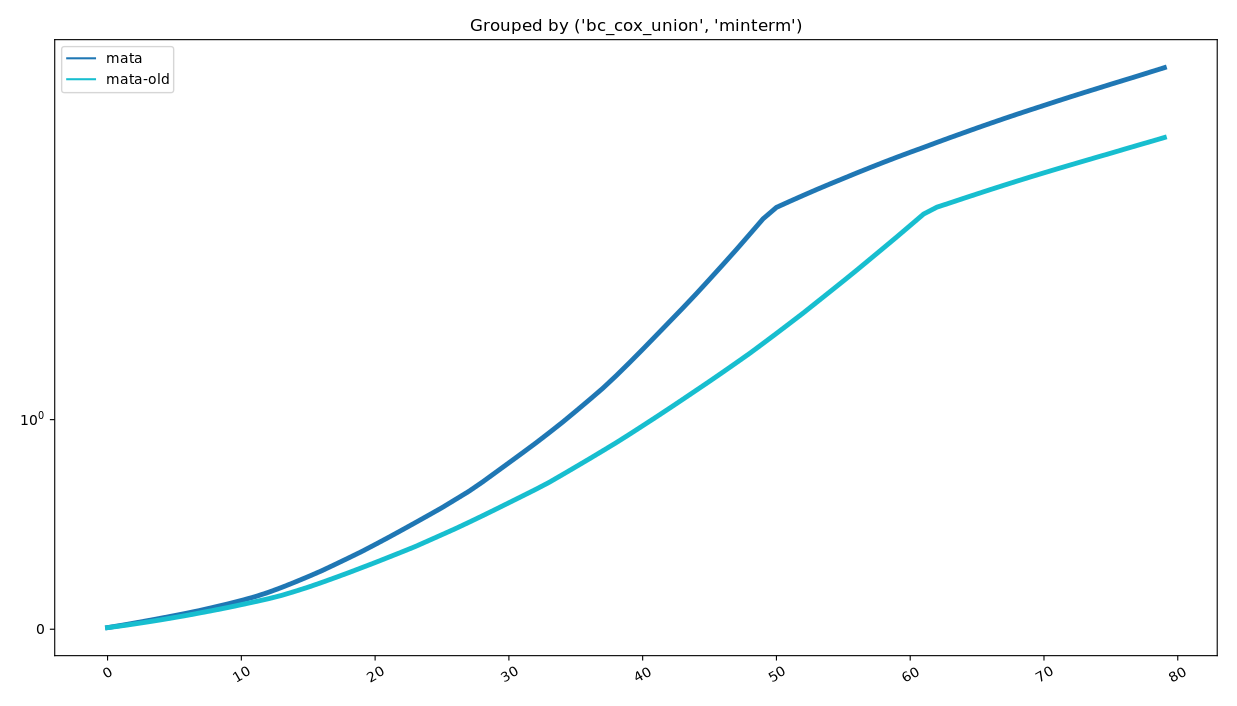 Grouped by ('bc_cox_union', 'minterm')
mata
mata-old
10⁰
0
0 10 20 30 40 50 60 70 80